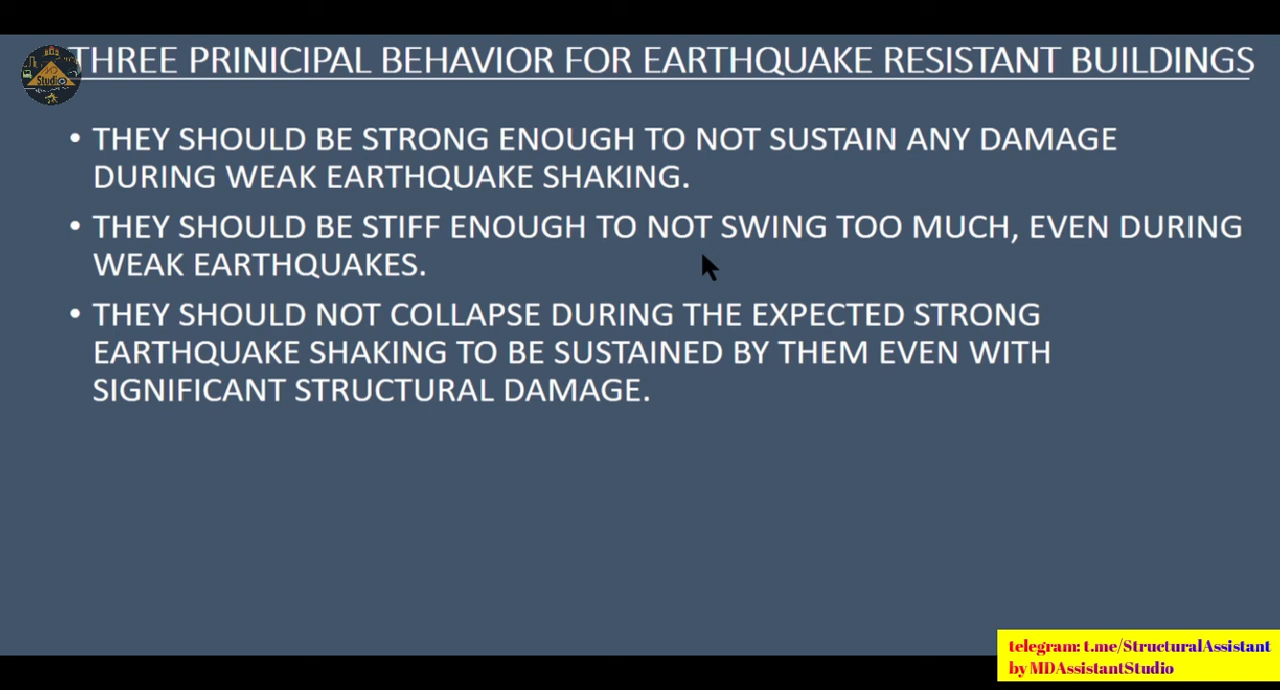 THREE PRINICIPAL BEHAVIOR FOR EARTHQUAKE RESISTANT BUILDINGS
Studio
• THEY SHOULD BE STRONG ENOUGH TO NOT SUSTAIN ANY DAMAGE
DURING WEAK EARTHQUAKE SHAKING.
• THEY SHOULD BE STIFF ENOUGH TO NOT SWING TOO MUCH, EVEN DURING
WEAK EARTHQUAKES.
• THEY SHOULD NOT COLLAPSE DURING THE EXPECTED STRONG
EARTHQUAKE SHAKING TO BE SUSTAINED BY THEM EVEN WITH
SIGNIFICANT STRUCTURAL DAMAGE.
telegram: t.me/StructuralAssistant
by MDAssistantStudio